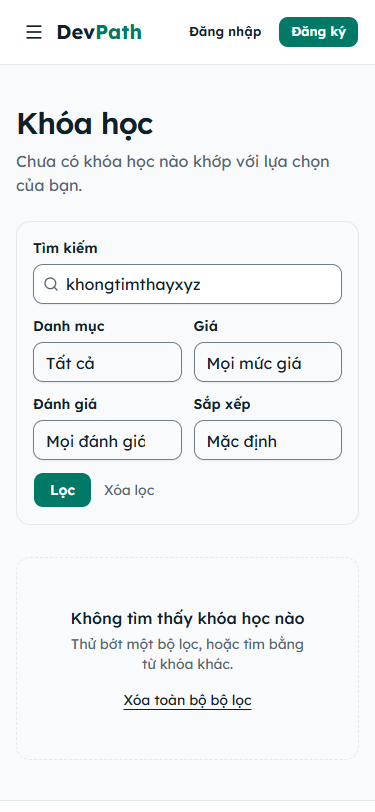 DevPath
Đăng nhập
Đăng ký
Khóa học
Chưa có khóa học nào khớp với lựa chọn
của bạn.
Tìm kiếm
khongtimthayxyz
Danh mục
Giá
Tất cả
Mọi mức giá
Đánh giá
Sắp xếp
Mọi đánh giá
Mặc định
Lọc
Xóa lọc
Không tìm thấy khóa học nào
Thử bớt một bộ lọc, hoặc tìm bằng
từ khóa khác.
Xóa toàn bộ bộ lọc